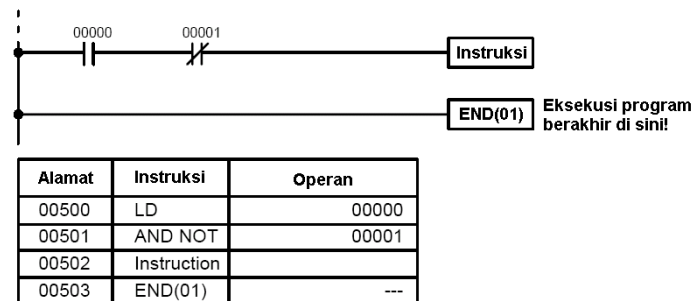 00000 00001
Instruksi
END(01) Eksekusi program
berakhir di sini!
Alamat Instruksi Operan
00500 LD 00000
00501 AND NOT 00001
00502 Instruction
00503 END(01) ---